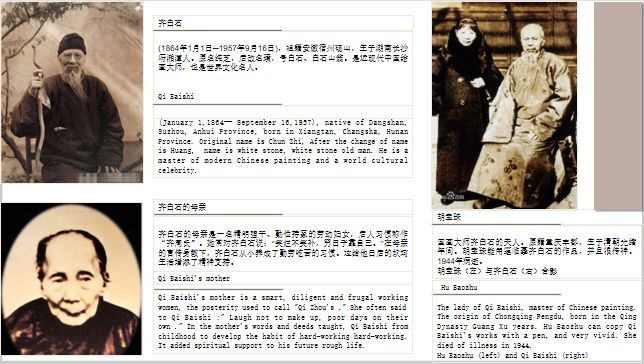 齐白石
(1864年1月1日—1957年9月16日)，祖籍安徽宿州砀山，生于湖南长沙
府湘潭人。原名纯芝，后改名璜，号白石、白石山翁。是近现代中国绘
画大师，也是世界文化名人。
Qi Baishi
(January 1,1864—— September 16,1957), native of Dangshan,
Suzhou, Anhui Province, born in Xiangtan, Changsha, Hunan
Province. Original name is Chun Zhi, After the change of name
is Huang,  name is white stone, white stone old man. He is a
master of modern Chinese painting and a world cultural
celebrity.
齐白石的母亲
齐白石的母亲是一名精明强干、勤俭持家的劳动妇女，后人习惯称作
“齐周氏”。她常对齐白石说："笑烂不笑补，穷日子靠自己。"在母亲
的言传身教下，齐白石从小养成了勤劳吃苦的习惯。这给他日后的坎坷
生活增添了精神支持。
Qi Baishi's mother
Qi Baishi's mother is a smart, diligent and frugal working
women, the posterity used to call "Qi Zhou's ." She often said
to Qi Baishi :" Laugh not to make up, poor days on their
own ." In the mother's words and deeds taught, Qi Baishi from
childhood to develop the habit of hard-working hard-working.
It added spiritual support to his future rough life.
胡宝珠
国画大师齐白石的夫人。原籍重庆丰都，生于清朝光绪
年间。胡宝珠能用笔临摹齐白石的作品，并且很传神。
1944年病逝。
胡宝珠（左）与齐白石（右）合影
Hu Baozhu
The lady of Qi Baishi, master of Chinese painting.
The origin of Chongqing Pengdu, born in the Qing
Dynasty Guang Xu years. Hu Baozhu can copy Qi
Baishi's works with a pen, and very vivid. She
died of illness in 1944.
Hu Baozhu (left) and Qi Baishi (right)